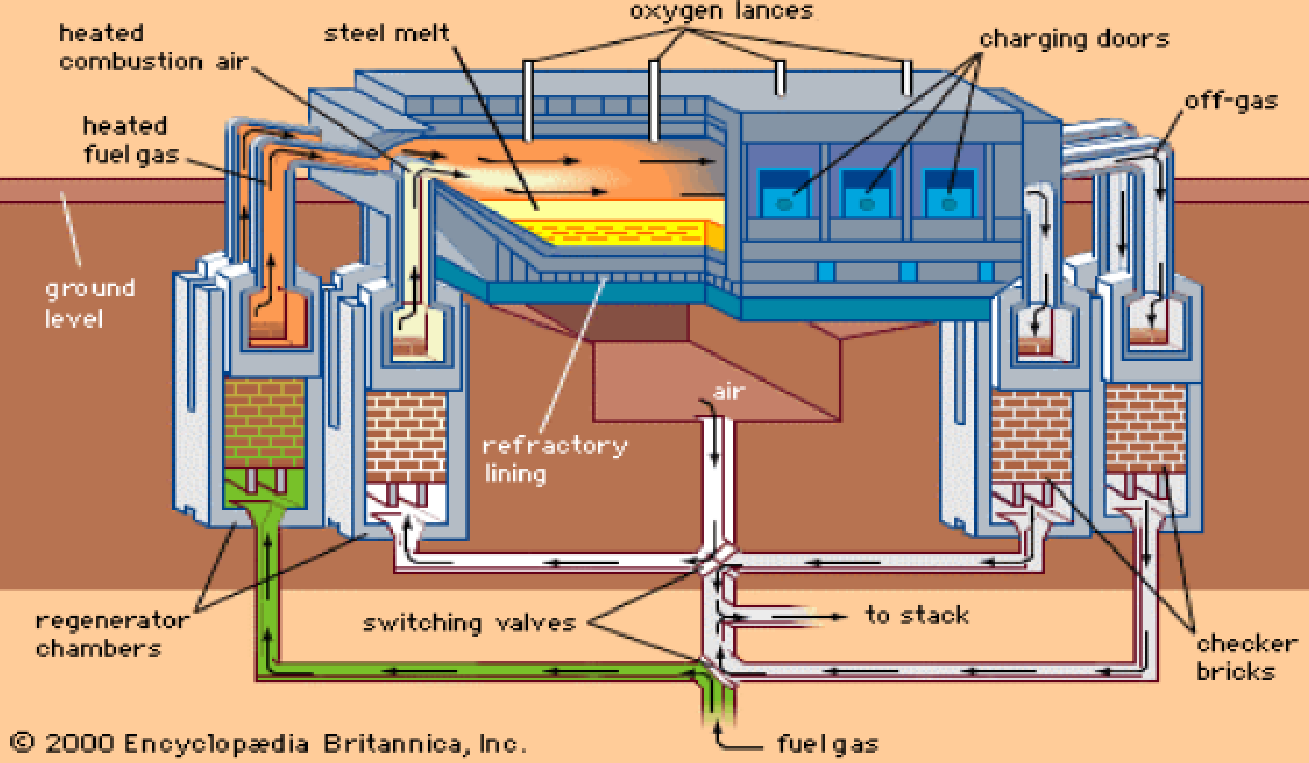 oxygen lances
heated
combustion air
steel melt
charging doors
heated
fuel gas
off-gas
ground
level
air
refractory
lining
regenerator
chambers
switching valves
to stack
checker
bricks
fuel gas
© 2000 Encyclopædia Britannica, Inc.